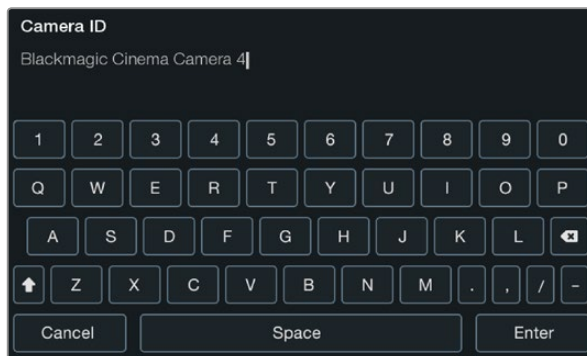 Camera ID
Blackmagic Cinema Camera 4
1 2 3 4 5 6 7 8 9 0
Q W E R T Y U I O P
A S D F G H J K L
Z X C V B N M . , / -
Cancel Space Enter